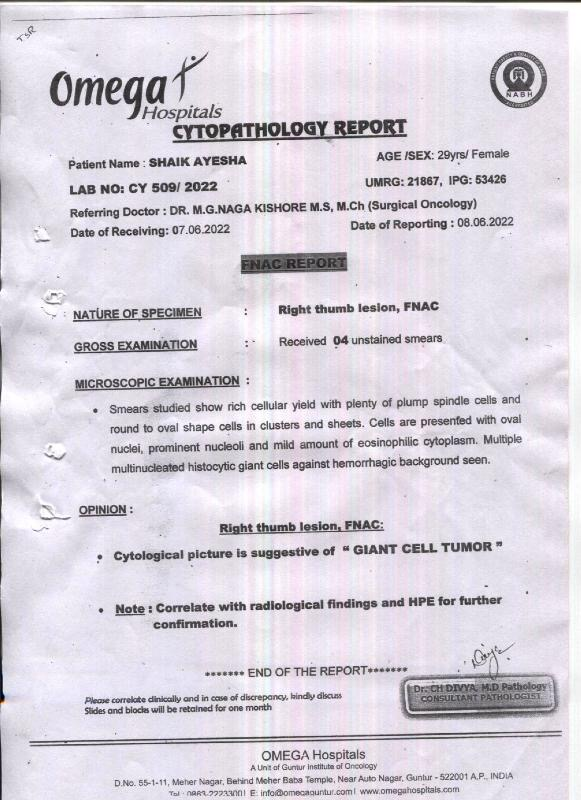 TSR
Omega
Hospitals
NABH
CYTOPATHOLOGY REPORT
Patient Name : SHAIK AYESHA
AGE /SEX: 29yrs/ Female
LAB NO: CY 509/ 2022
UMRG: 21867, IPG: 53426
Referring Doctor : DR. M.G.NAGA KISHORE M.S, M.Ch (Surgical Oncology)
Date of Receiving: 07.06.2022
Date of Reporting : 08.06.2022
FNAC REPORT
NATURE OF SPECIMEN : Right thumb lesion, FNAC
GROSS EXAMINATION : Received 04 unstained smears
MICROSCOPIC EXAMINATION :
• Smears studied show rich cellular yield with plenty of plump spindle cells and
round to oval shape cells in clusters and sheets. Cells are presented with oval
nuclei, prominent nucleoli and mild amount of eosinophilic cytoplasm. Multiple
multinucleated histocytic giant cells against hemorrhagic background seen.
OPINION :
Right thumb lesion, FNAC:
• Cytological picture is suggestive of “ GIANT CELL TUMOR ”
• Note : Correlate with radiological findings and HPE for further
confirmation.
******* END OF THE REPORT*******
Please correlate clinically and in case of discrepancy, kindly discuss
Slides and blocks will be retained for one month
Dr. CH DIVYA, M.D Pathology
CONSULTANT PATHOLOGIST
OMEGA Hospitals
A Unit of Guntur Institute of Oncology
D.No. 55-1-11, Meher Nagar, Behind Meher Baba Temple, Near Auto Nagar, Guntur - 522001 A.P., INDIA
Tel : 0863-2223300| E: info@omegaguntur.com| www.omegahospitals.com